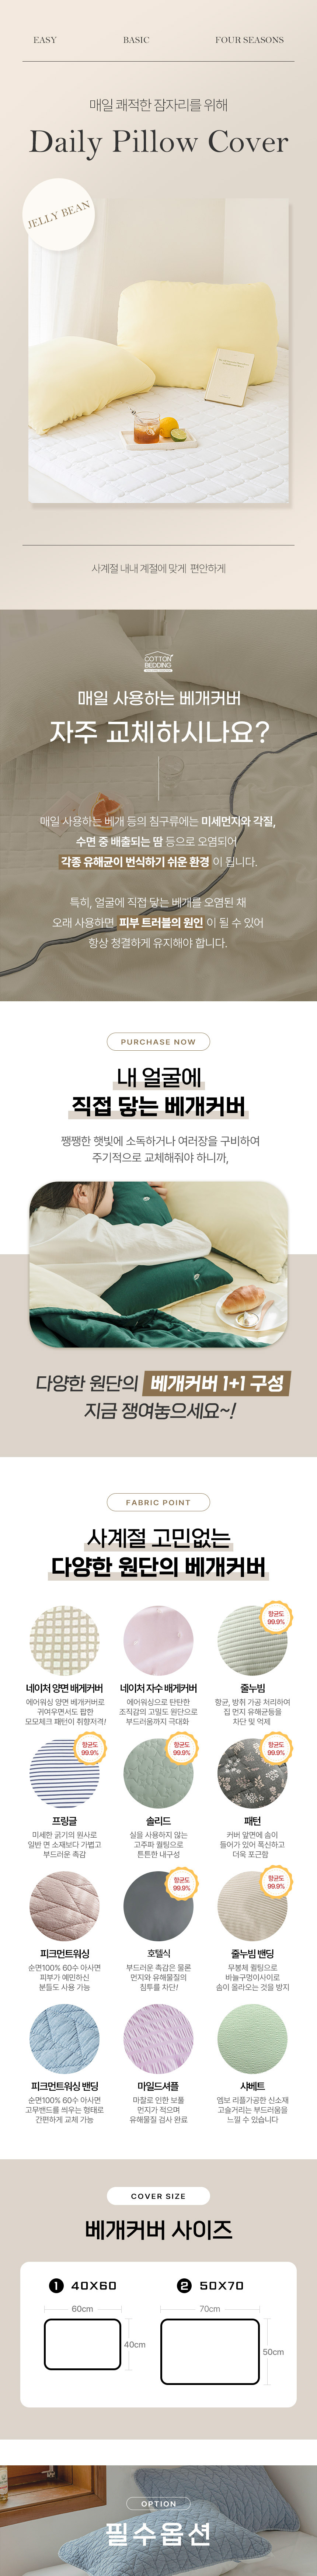 EASY BASIC FOUR SEASONS
매일 쾌적한 잠자리를 위해
Daily Pillow Cover
JELLY BEAN
사계절 내내 계절에 맞게 편안하게
COTTON
BEDDING
매일 사용하는 베개커버
자주 교체하시나요?
매일 사용하는 베개 등의 침구류에는 미세먼지와 각질,
수면 중 배출되는 땀 등으로 오염되어
각종 유해균이 번식하기 쉬운 환경 이 됩니다.
특히, 얼굴에 직접 닿는 베개를 오염된 채
오래 사용하면 피부 트러블의 원인 이 될 수 있어
항상 청결하게 유지해야 합니다.
PURCHASE NOW
내 얼굴에
직접 닿는 베개커버
쨍쨍한 햇빛에 소독하거나 여러장을 구비하여
주기적으로 교체해줘야 하니까,
다양한 원단의 베개커버 1+1 구성
지금 쟁여놓으세요~!
FABRIC POINT
사계절 고민없는
다양한 원단의 베개커버
항균도
99.9%
네이처 양면 베개커버
에어워싱 양면 베개커버로
귀여우면서도 팝한
모모체크 패턴이 취향저격!
네이처 자수 베개커버
에어워싱으로 탄탄한
조직감의 고밀도 원단으로
부드러움까지 극대화
줄누빔
항균, 방취 가공 처리하여
집 먼지 유해균등을
차단 및 억제
항균도
99.9%
항균도
99.9%
항균도
99.9%
프링글
미세한 굵기의 원사로
일반 면 소재보다 가볍고
부드러운 촉감
솔리드
실을 사용하지 않는
고주파 퀼팅으로
튼튼한 내구성
패턴
커버 앞면에 솜이
들어가 있어 폭신하고
더욱 포근함
항균도
99.9%
항균도
99.9%
피그먼트워싱
순면100% 60수 아사면
피부가 예민하신
분들도 사용 가능
호텔식
부드러운 촉감은 물론
먼지와 유해물질의
침투를 차단!
줄누빔 밴딩
무봉제 퀼팅으로
바늘구멍이사이로
솜이 올라오는 것을 방지
피그먼트워싱 밴딩
순면100% 60수 아사면
고무밴드를 씌우는 형태로
간편하게 교체 가능
마일드셔플
마찰로 인한 보풀
먼지가 적으며
유해물질 검사 완료
샤베트
엠보 리플가공한 신소재
고슬거리는 부드러움을
느낄 수 있습니다
COVER SIZE
베개커버 사이즈
1 40X60
2 50X70
60cm
70cm
40cm
50cm
OPTION
필수옵션